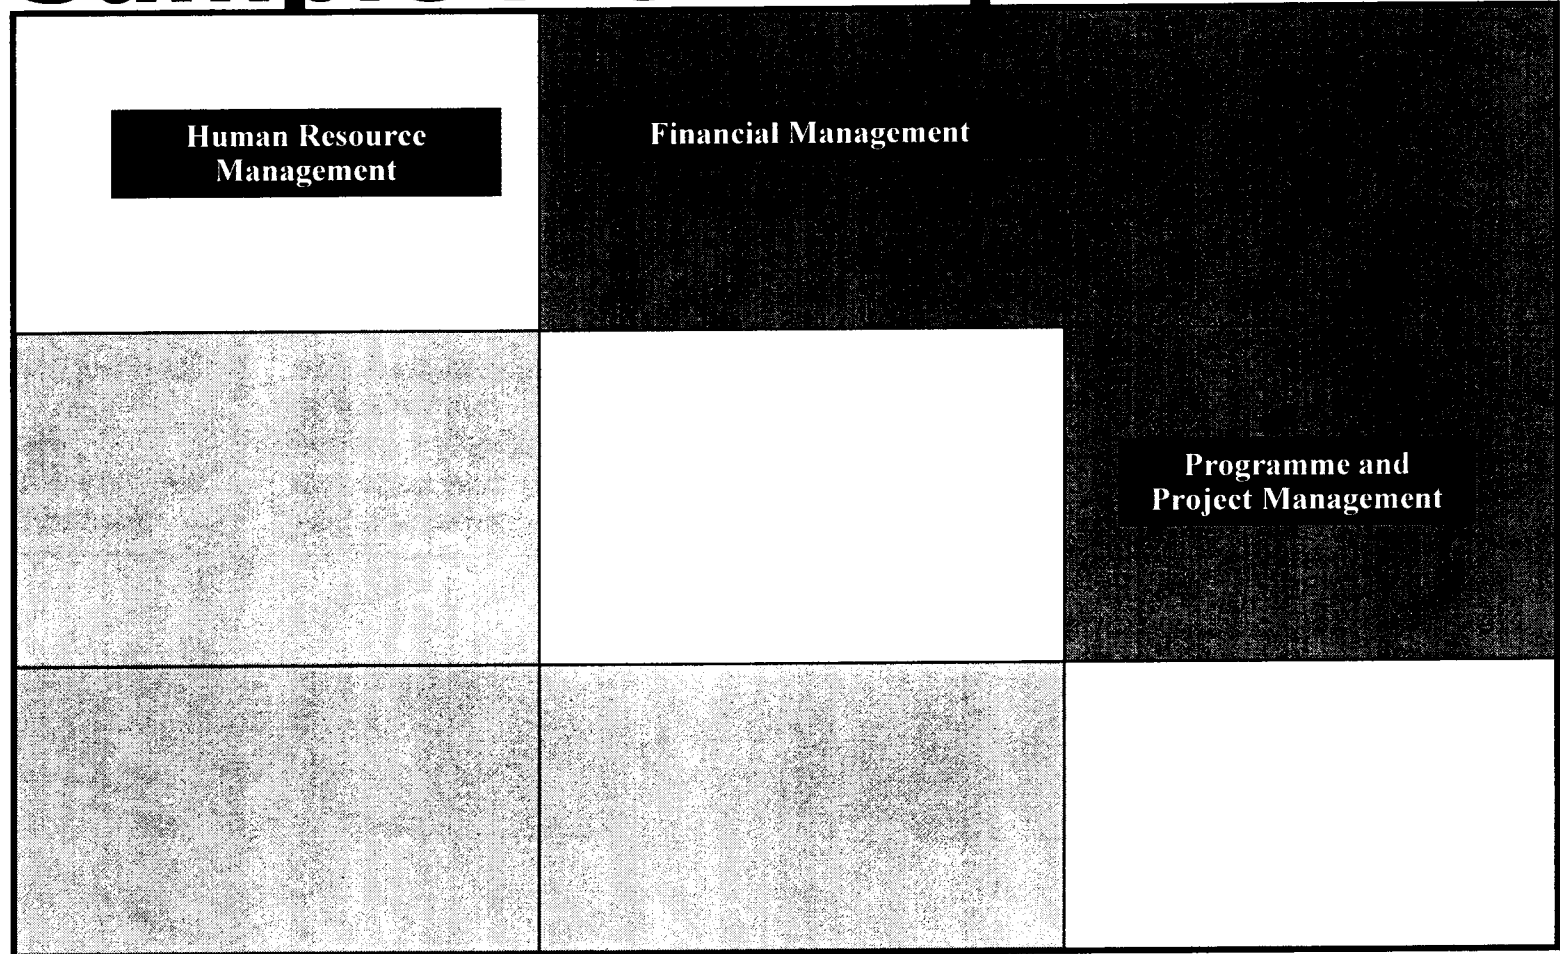 Human Resource
Management
Financial Management
Programme and
Project Management